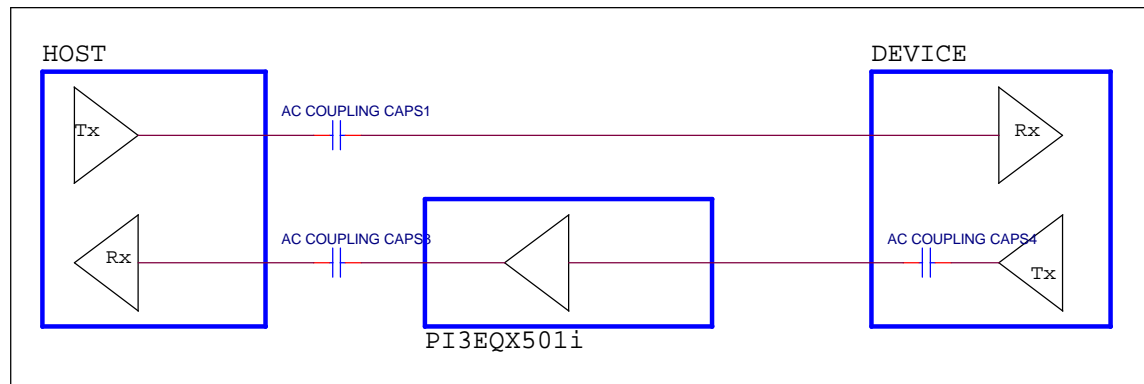 HOST
DEVICE
AC COUPLING CAPS1
Tx
Rx
AC COUPLING CAPS3
AC COUPLING CAPS4
Rx
Tx
PI3EQX501i